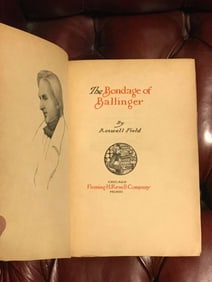 The Bondage of
Ballinger
By
Roswell Field
CHICAGO
Fleming H. Revell Company